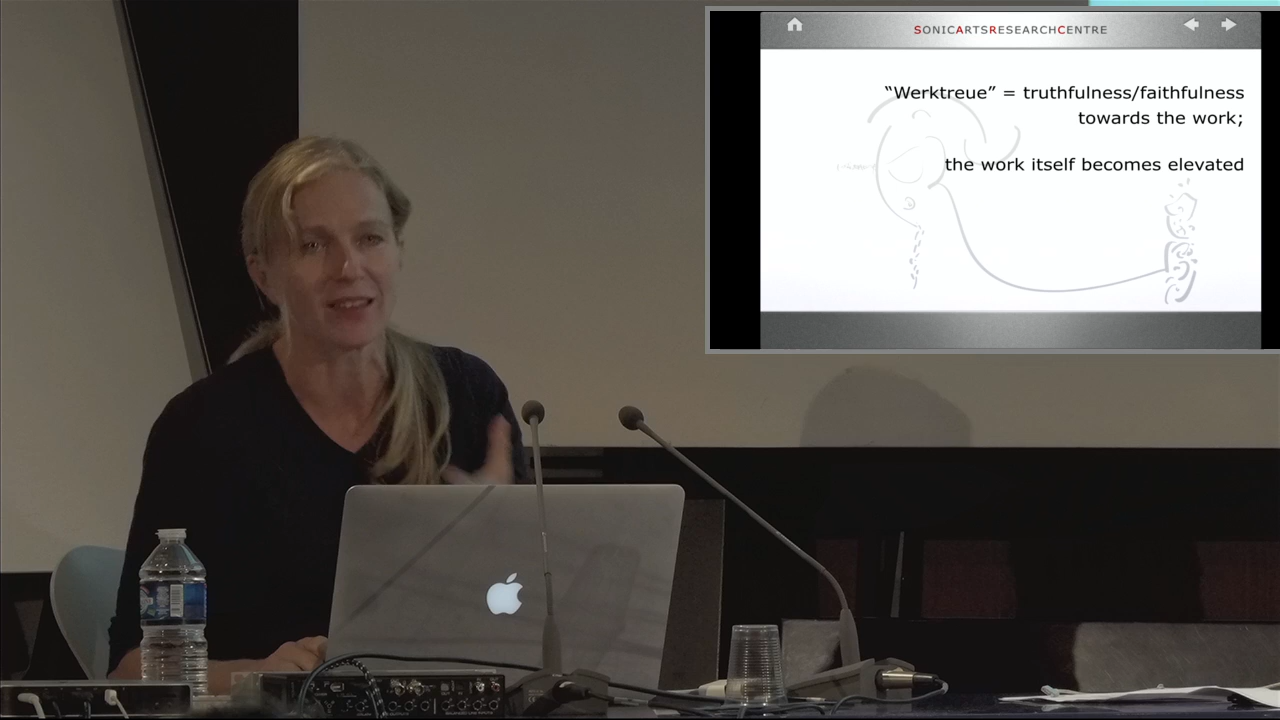 SONICARTSRESEARCHCENTRE
“Werktreue” = truthfulness/faithfulness
towards the work;
the work itself becomes elevated